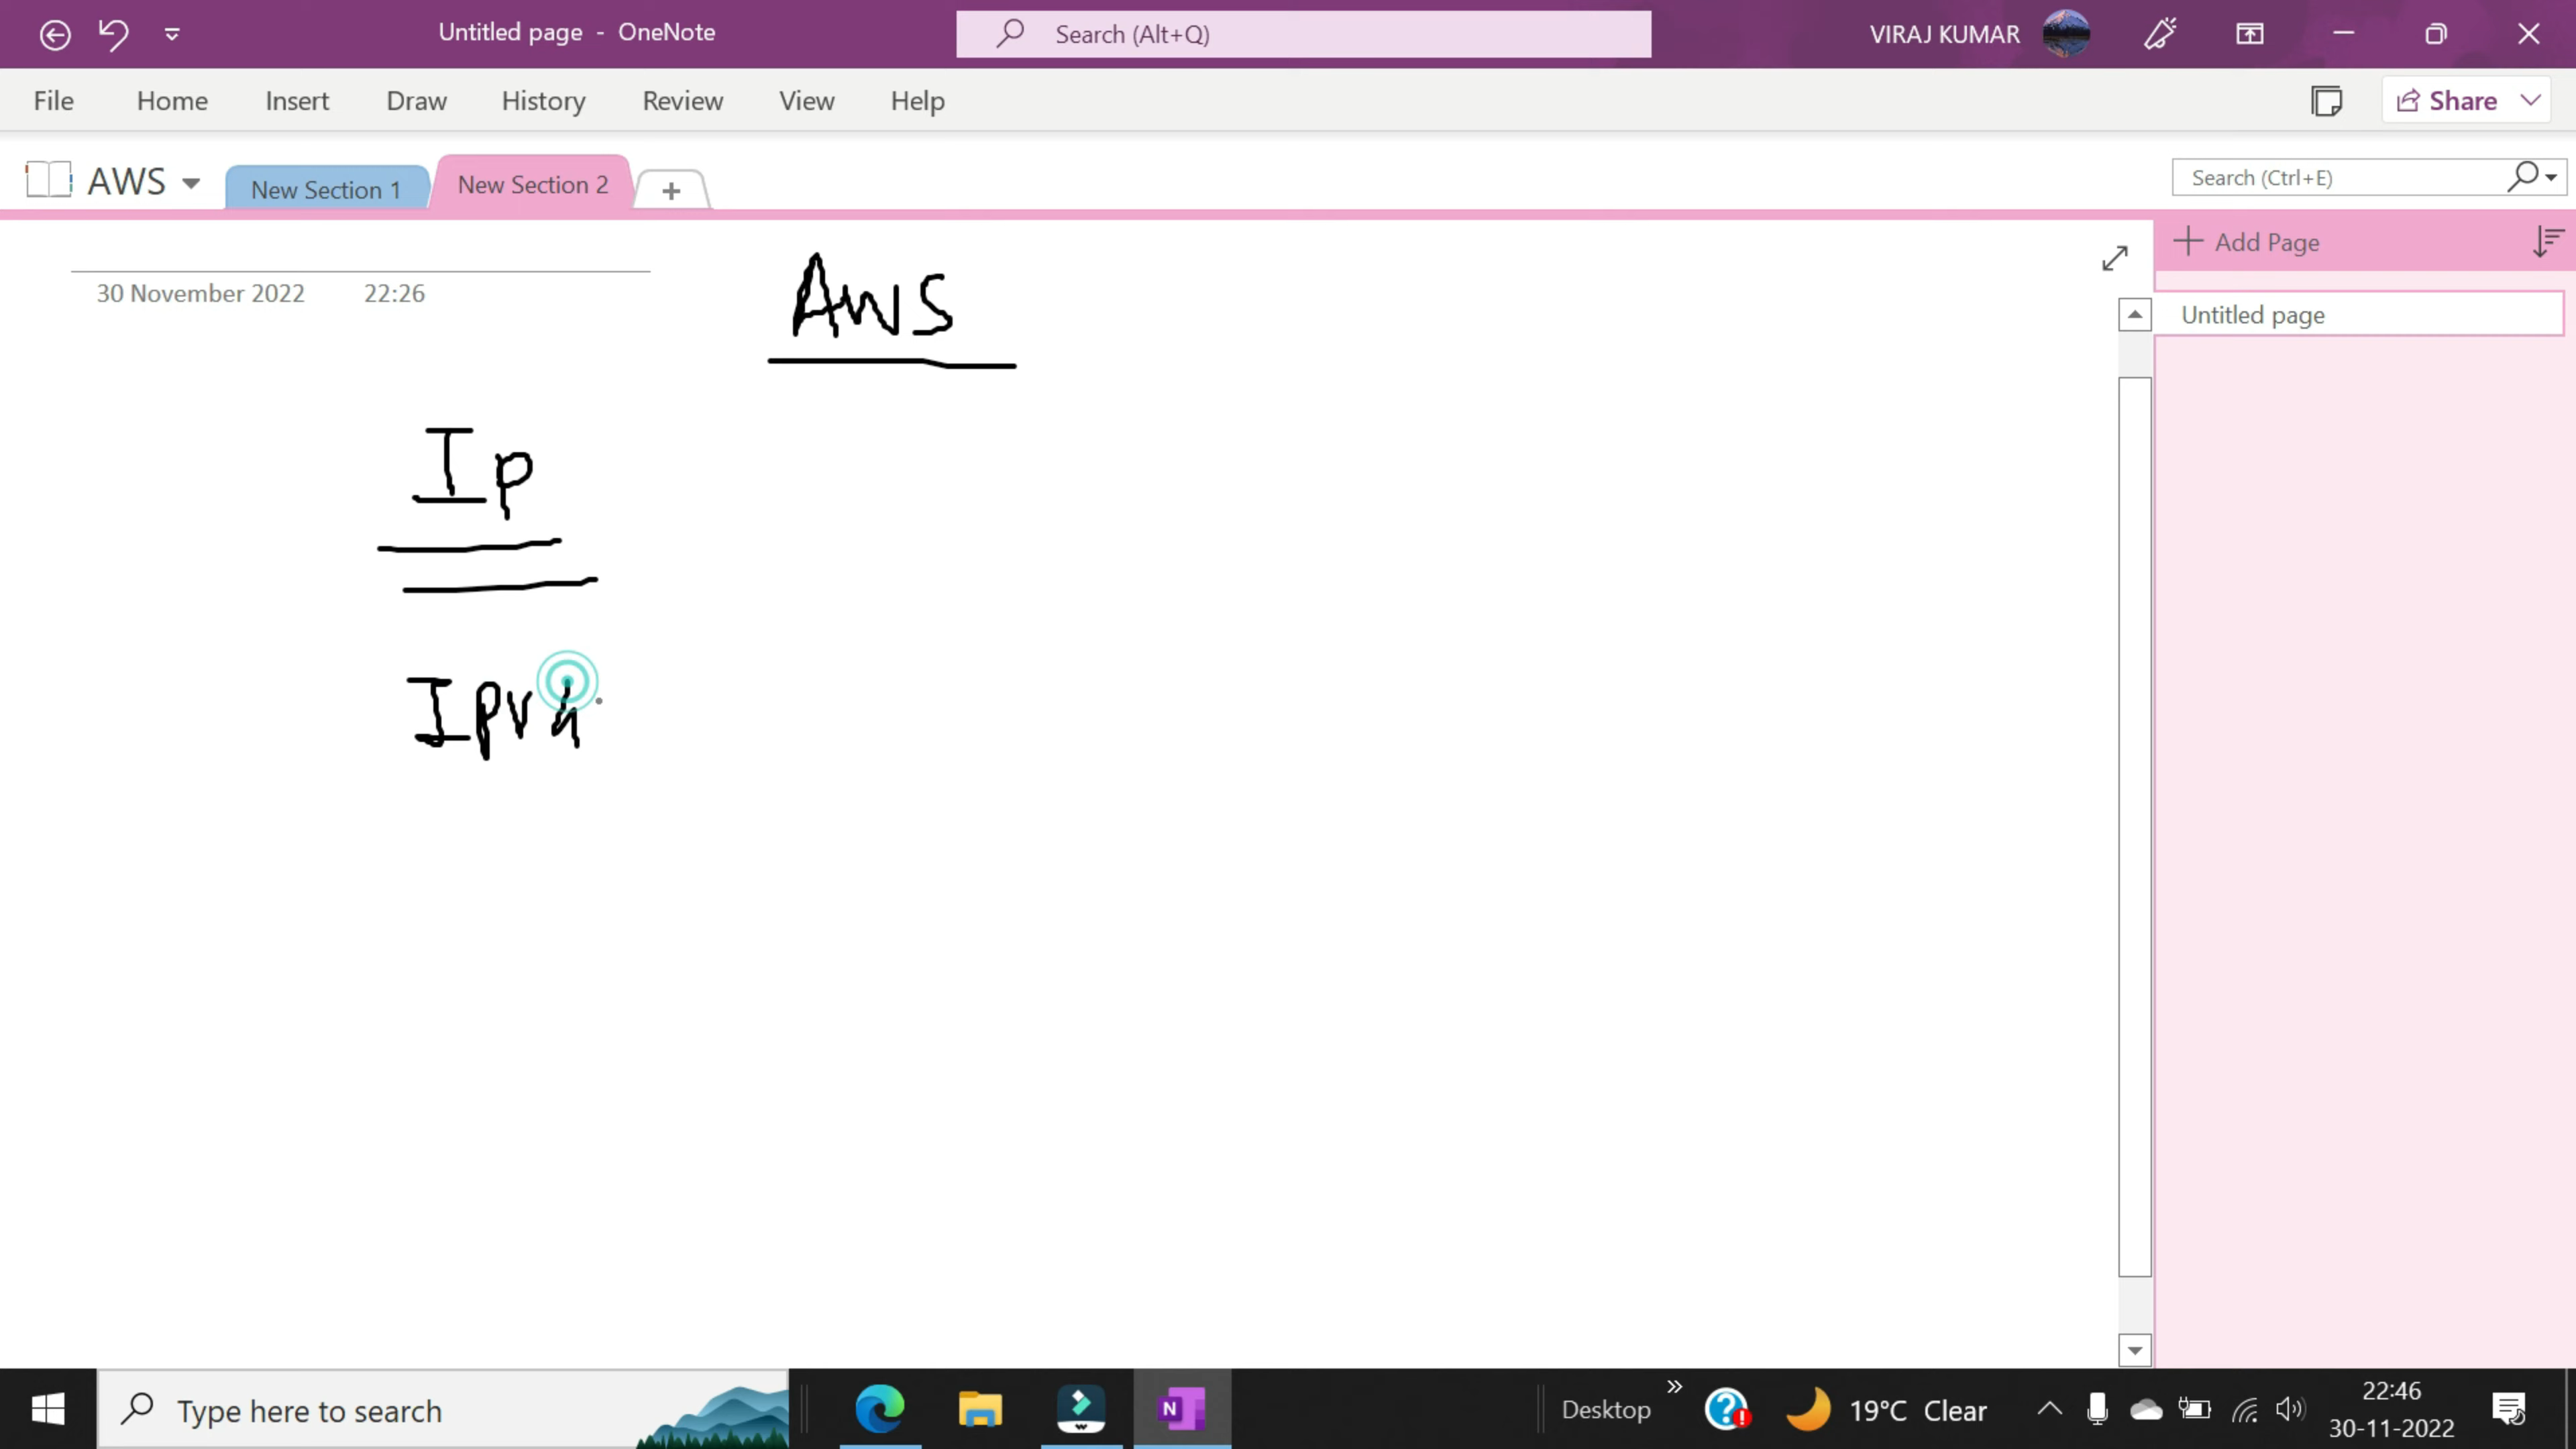 Untitled page - OneNote
Search (Alt+Q)
VIRAJ KUMAR
File Home Insert Draw History Review View Help
Share
AWS
New Section 1
New Section 2
Search (Ctrl+E)
Add Page
Untitled page
30 November 2022 22:26
Aws
Ip
Ipv4
Type here to search
Desktop
19°C Clear
22:46
30-11-2022